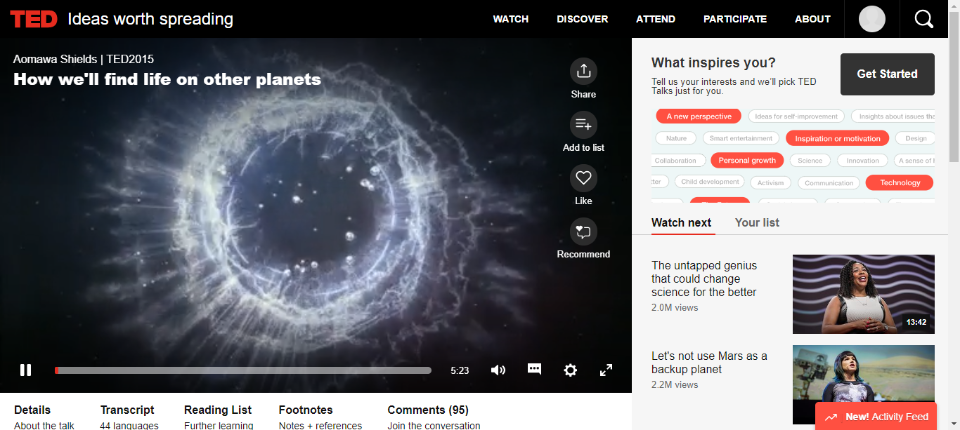 TED Ideas worth spreading
WATCH DISCOVER ATTEND PARTICIPATE ABOUT
Aomawa Shields | TED2015
How we'll find life on other planets
Share
Add to list
Like
Recommend
5:23
Details
About the talk
Transcript
44 languages
Reading List
Further learning
Footnotes
Notes + references
Comments (95)
Join the conversation
What inspires you?
Tell us your interests and we'll pick TED
Talks just for you.
Get Started
A new perspective Ideas for self-improvement Insights about issues
Nature Smart entertainment Inspiration or motivation Design
Collaboration Personal growth Science Innovation A sense of
Child development Activism Communication Technology
Watch next Your list
The untapped genius
that could change
science for the better
2.0M views
13:42
Let's not use Mars as a
backup planet
2.2M views
New! Activity Feed